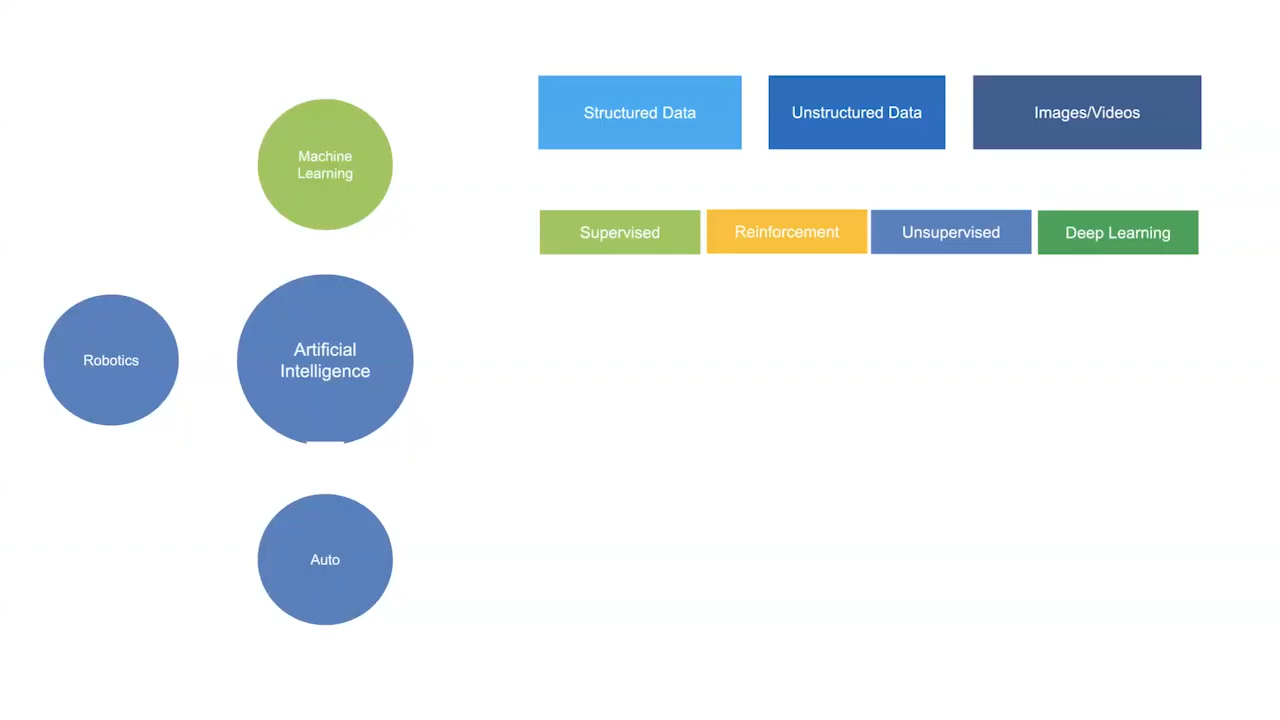 Structured Data
Unstructured Data
Images/Videos
Machine
Learning
Supervised
Reinforcement
Unsupervised
Deep Learning
Artificial
Intelligence
Robotics
Auto